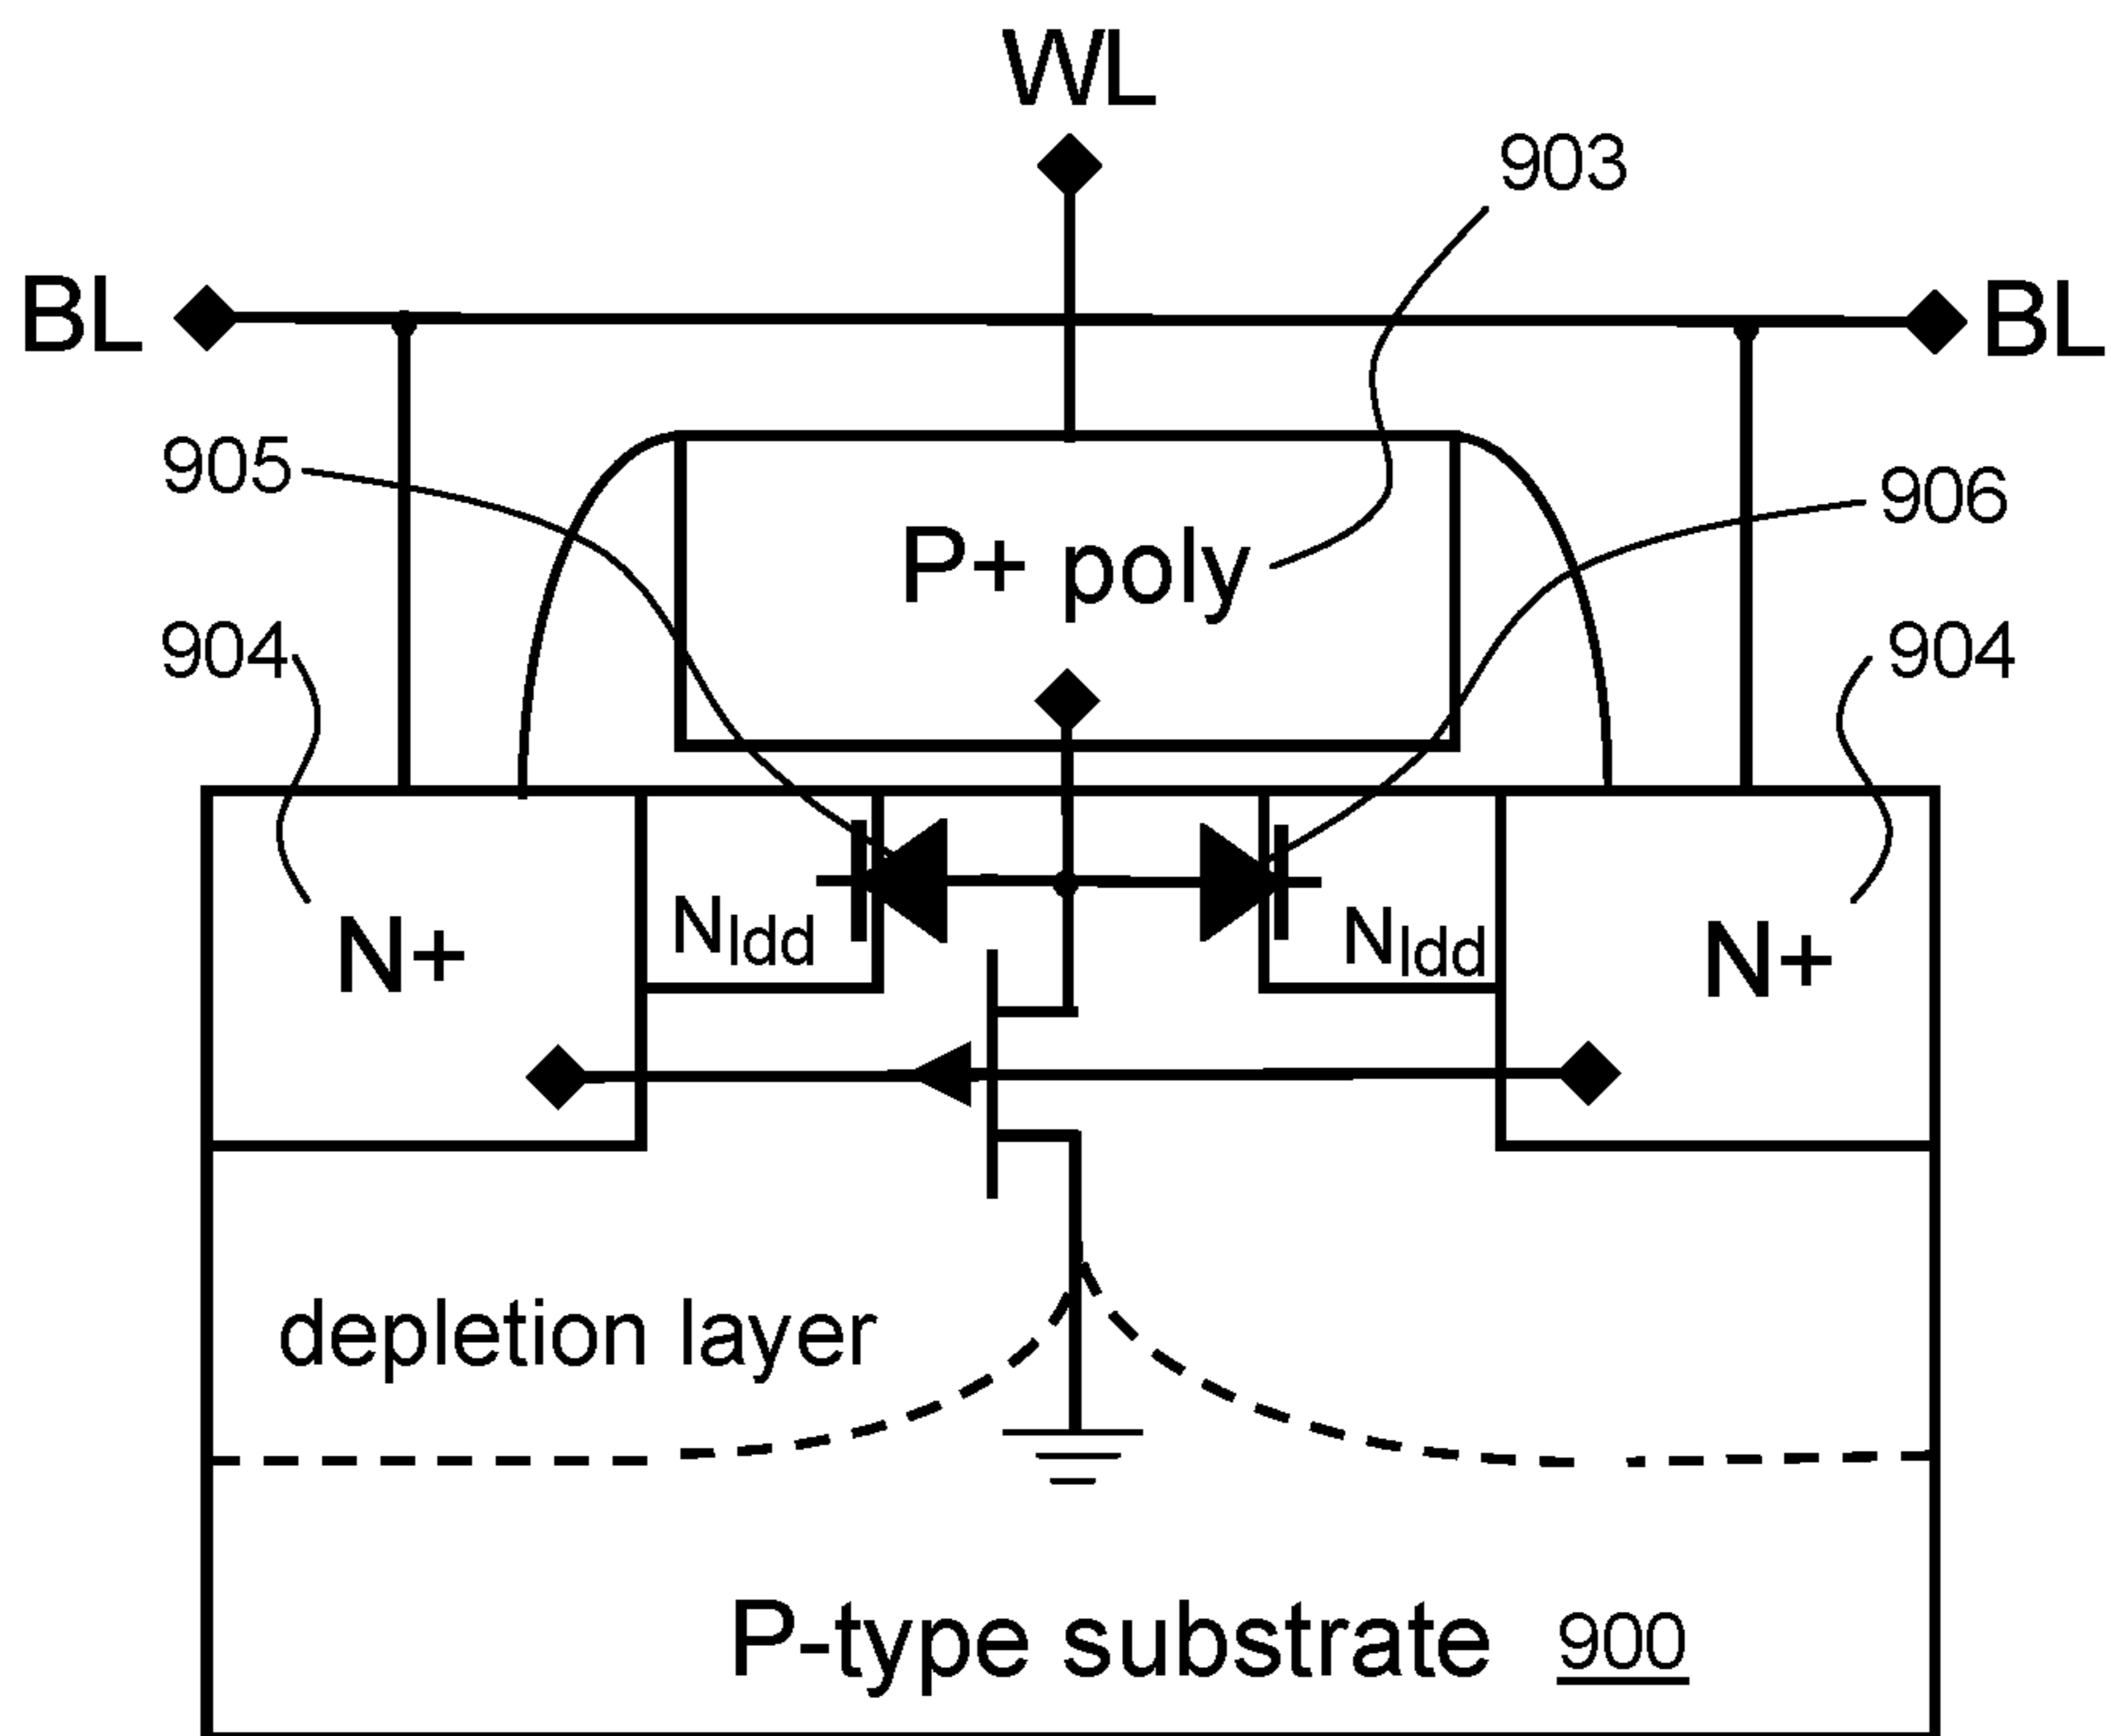 WL
903
BL
BL
905
906
P+ poly
904
904
N+
Nldd
Nldd
N+
depletion layer
P-type substrate 900